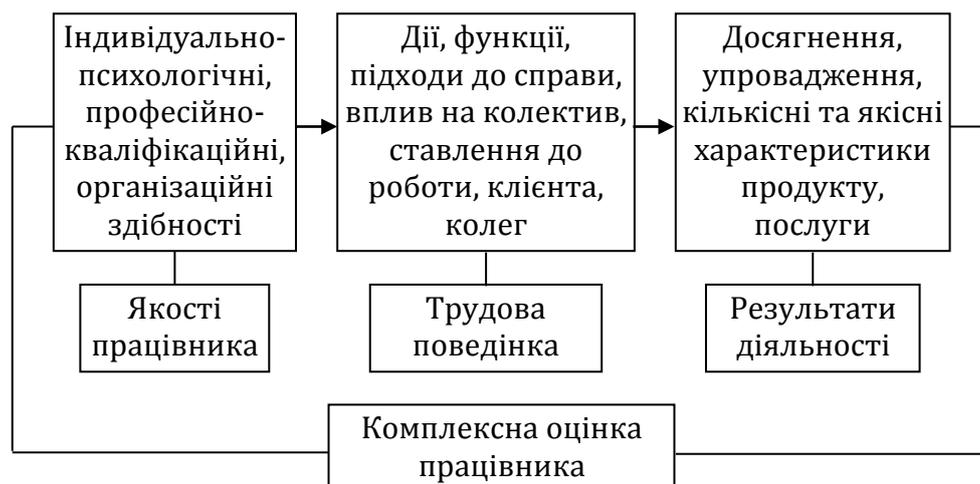 Індивідуально-
психологічні,
професійно-
кваліфікаційні,
організаційні
здібності
Дії, функції,
підходи до справи,
вплив на колектив,
ставлення до
роботи, клієнта,
колег
Досягнення,
упровадження,
кількісні та якісні
характеристики
продукту,
послуги
Якості
працівника
Трудова
поведінка
Результати
діяльності
Комплексна оцінка
працівника